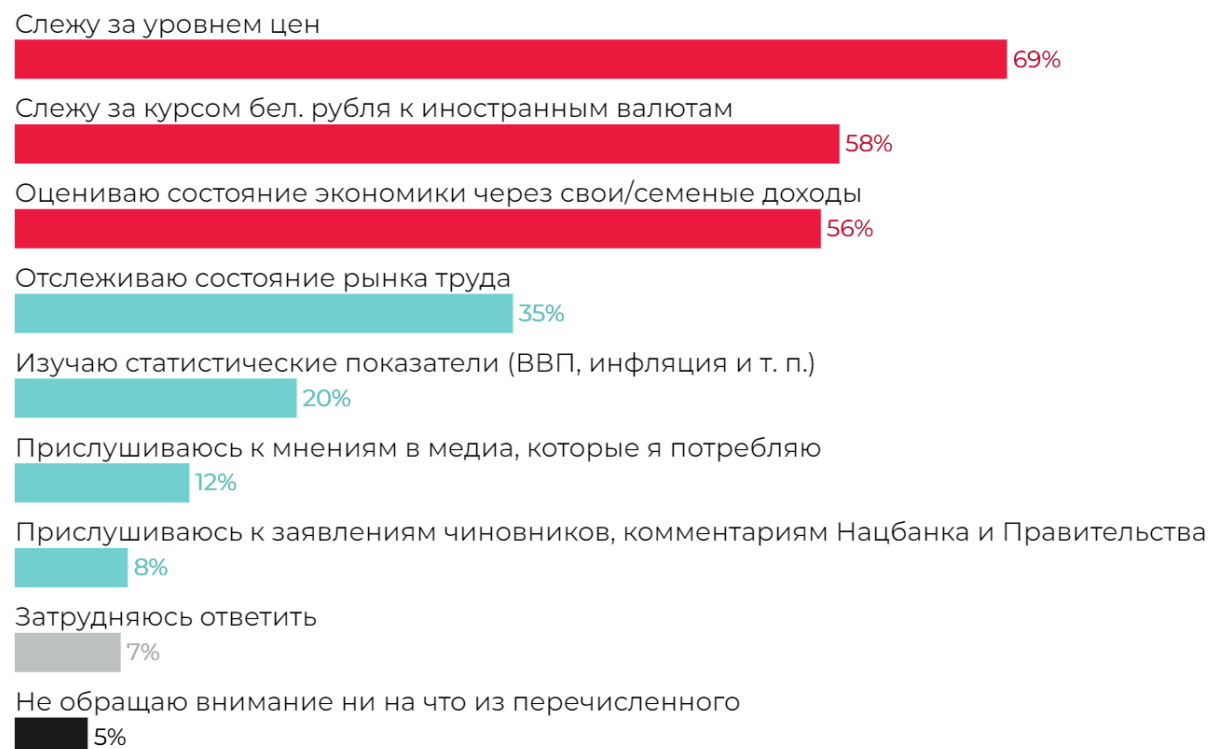 Слежу за уровнем цен
69%
Слежу за курсом бел. рубля к иностранным валютам
58%
Оцениваю состояние экономики через свои/семеные доходы
56%
Отслеживаю состояние рынка труда
35%
Изучаю статистические показатели (ВВП, инфляция и т. п.)
20%
Прислушиваюсь к мнениям в медиа, которые я потребляю
12%
Прислушиваюсь к заявлениям чиновников, комментариям Нацбанка и Правительства
8%
Затрудняюсь ответить
7%
Не обращаю внимание ни на что из перечисленного
5%